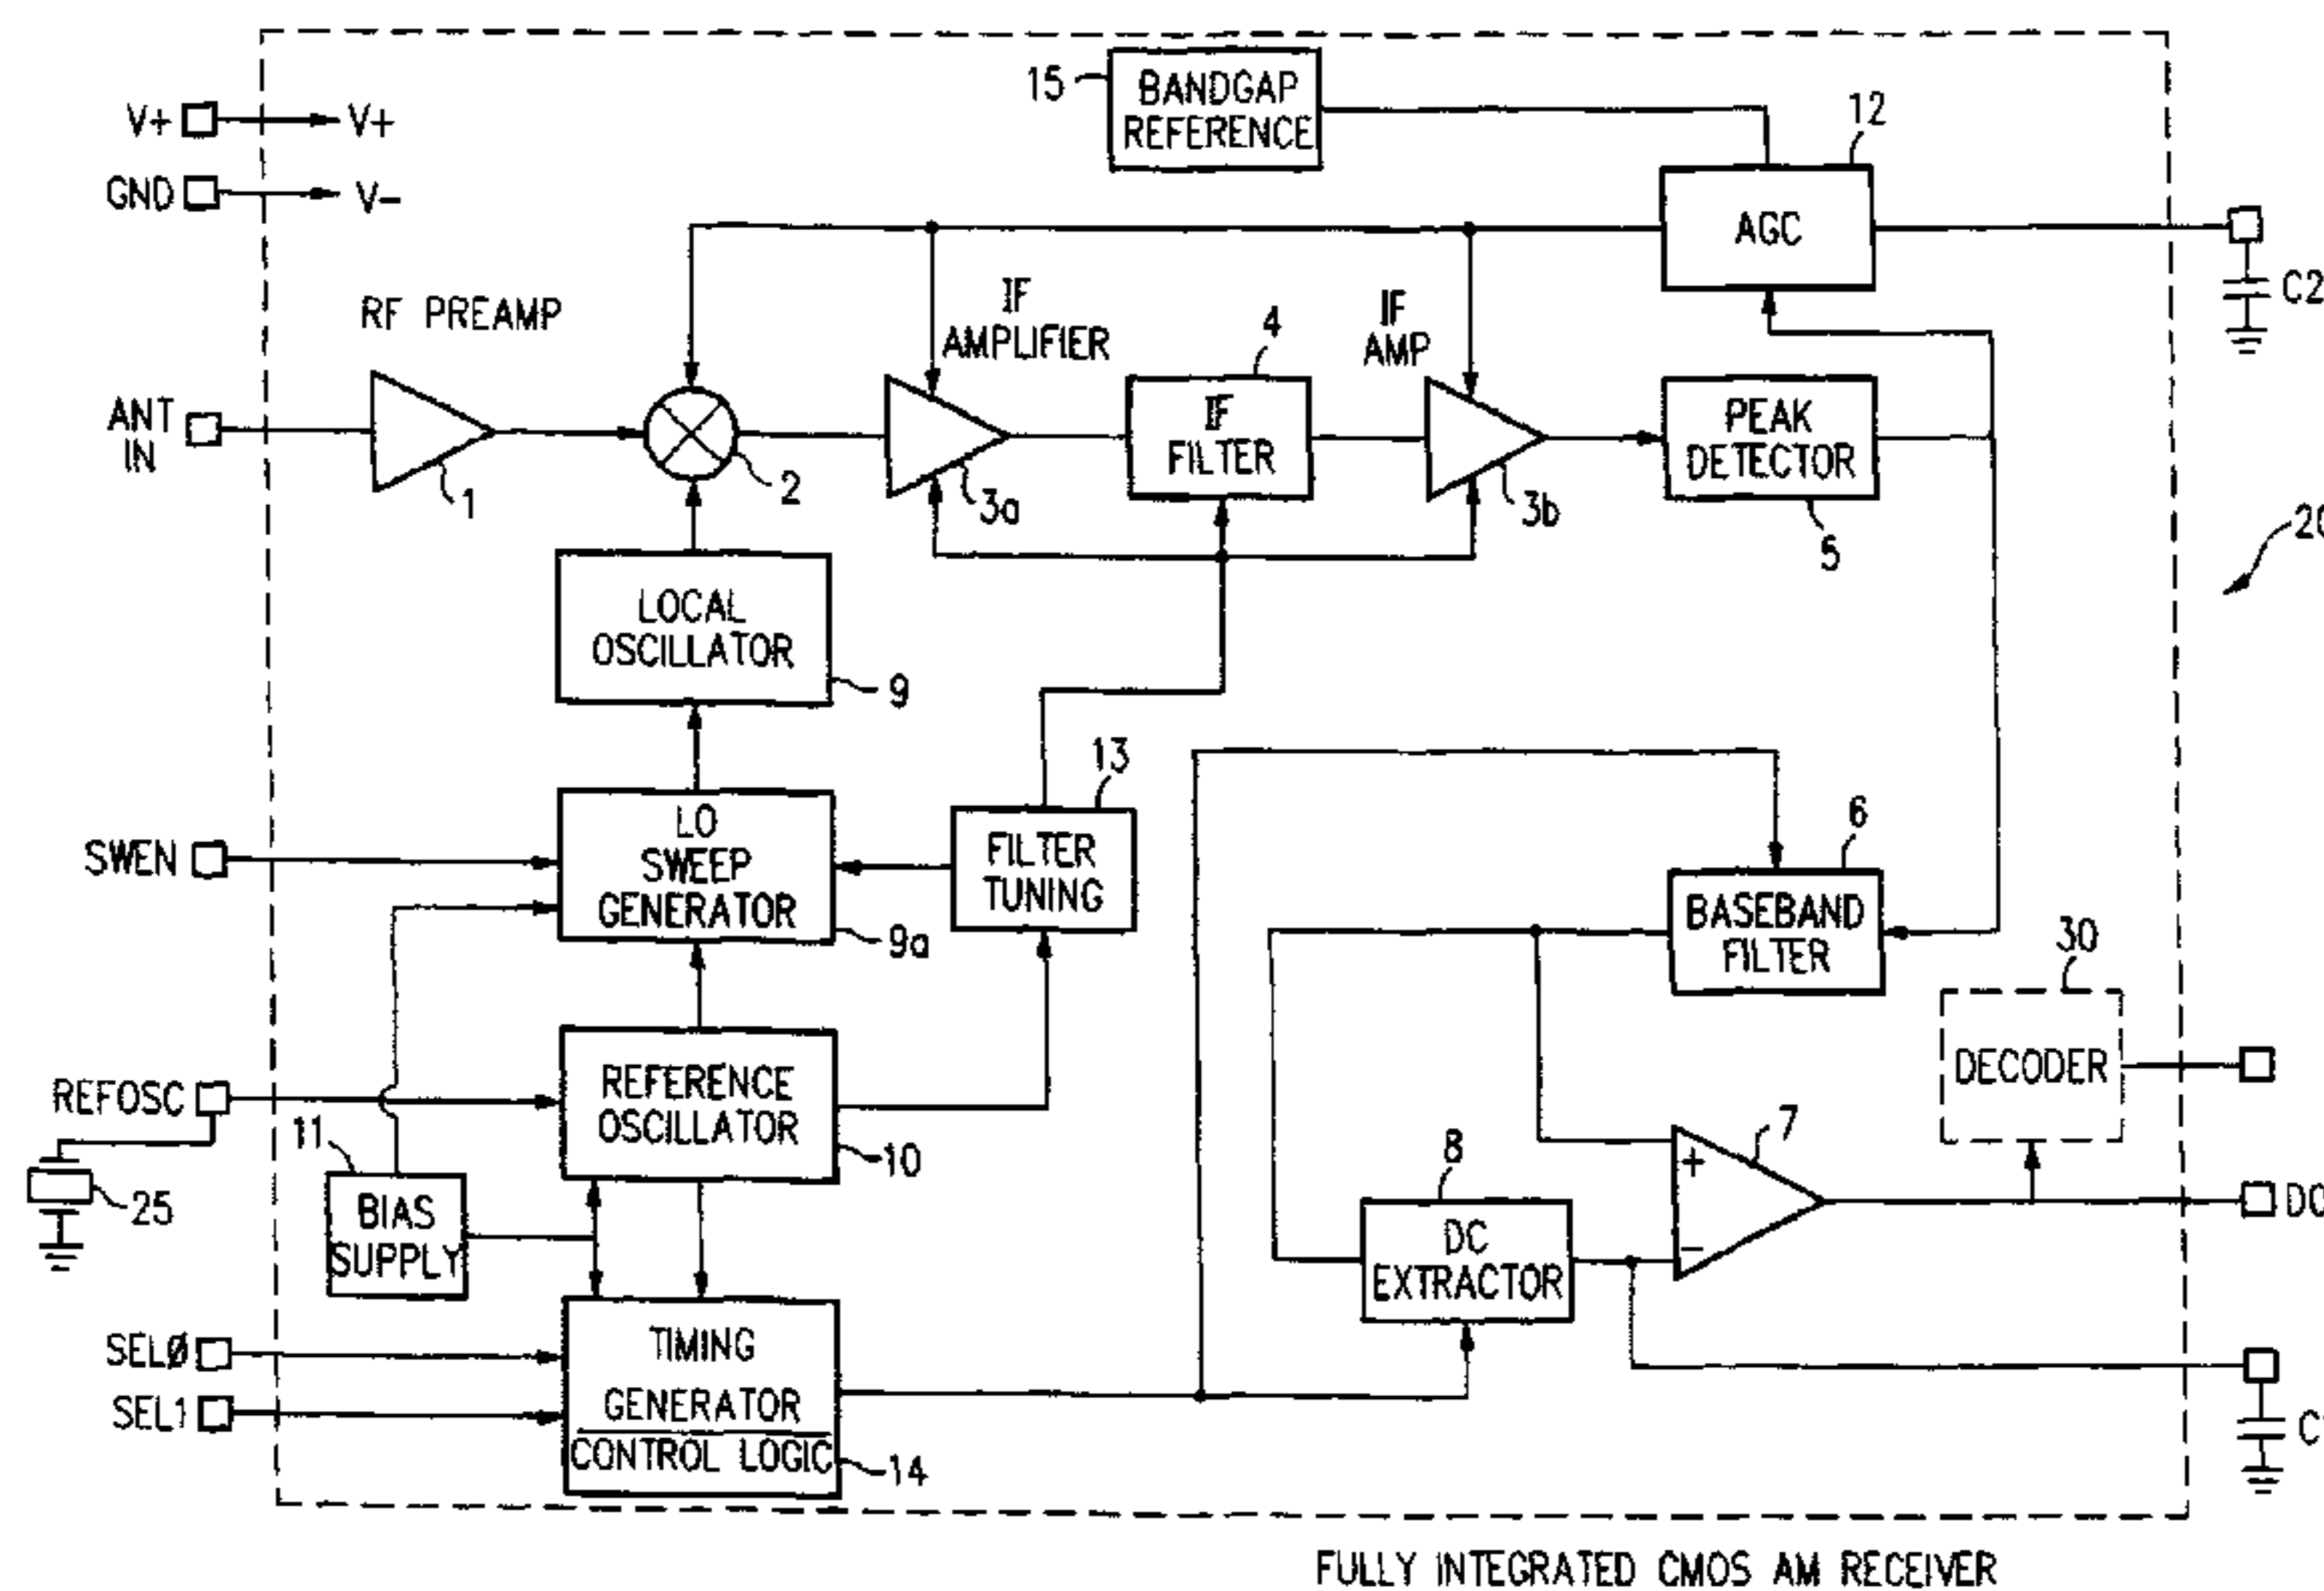 15
BANDGAP
REFERENCE
12
V+
V+
GND
V-
AGC
C2
RF PREAMP
IF
AMPLIFIER
4
IF
AMP
ANT
IN
IF
FILTER
PEAK
DETECTOR
1
2
3a
3b
5
20
LOCAL
OSCILLATOR
9
13
LO
SWEEP
GENERATOR
9a
FILTER
TUNING
6
BASEBAND
FILTER
SWEN
30
DECODER
REFOSC
REFERENCE
OSCILLATOR
10
11
BIAS
SUPPLY
25
8
DC
EXTRACTOR
7
+
−
DO
SELØ
SEL1
TIMING
GENERATOR
CONTROL LOGIC
14
C
FULLY INTEGRATED CMOS AM RECEIVER